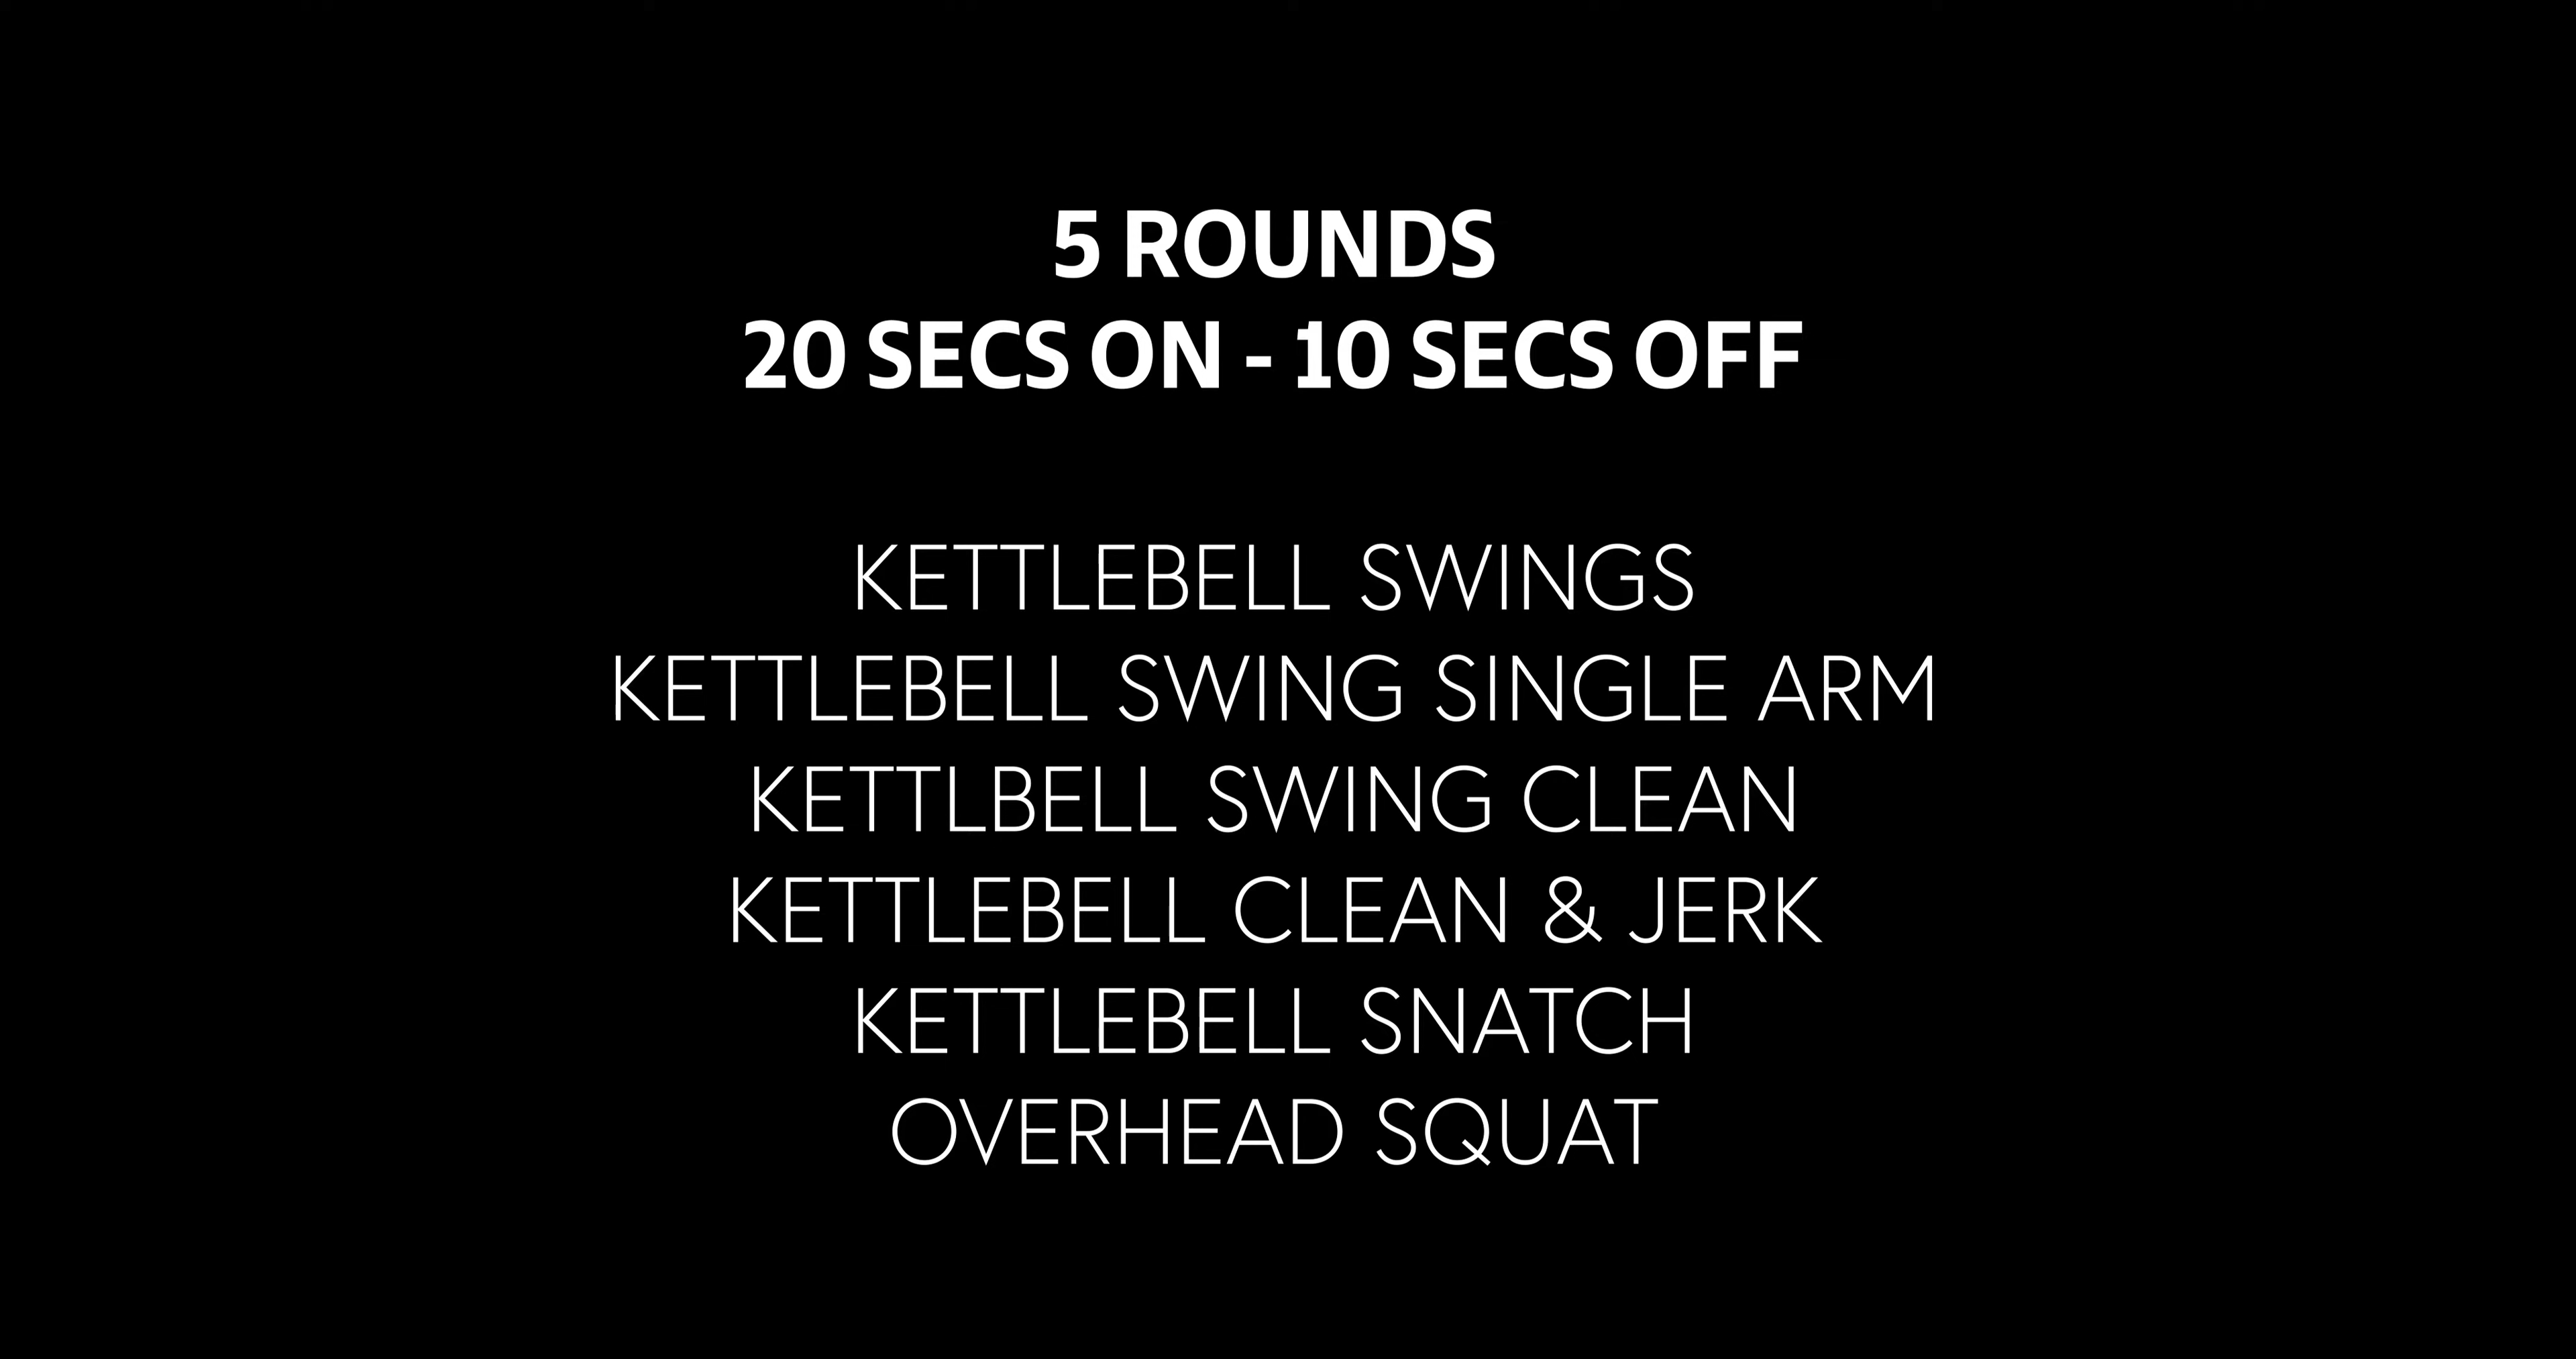 5 ROUNDS
20 SECS ON - 10 SECS OFF
KETTLEBELL SWINGS
KETTLEBELL SWING SINGLE ARM
KETTLBELL SWING CLEAN
KETTLEBELL CLEAN & JERK
KETTLEBELL SNATCH
OVERHEAD SQUAT